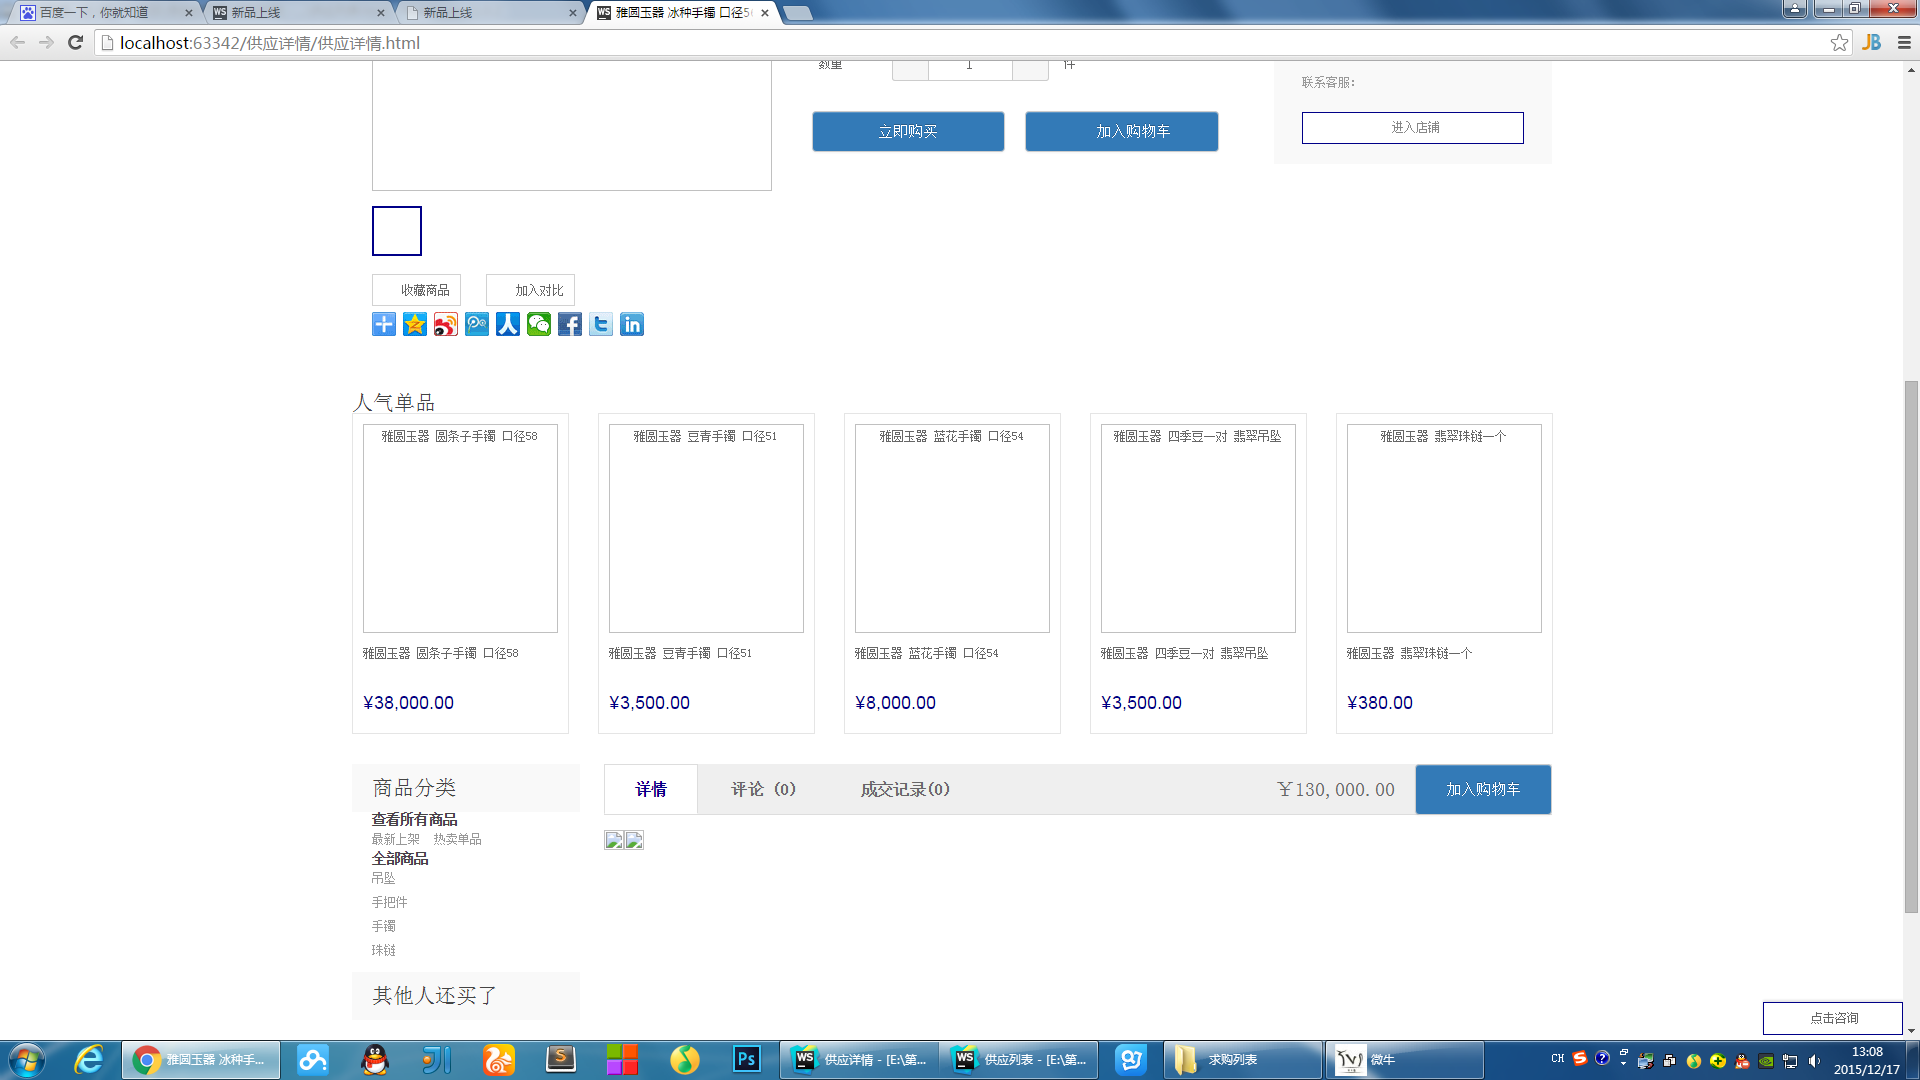 百度一下，你就知道
新品上线
新品上线
雅圆玉器 冰种手镯 口径5
localhost:63342/供应详情/供应详情.html
数量 1 件
联系客服：
立即购买
加入购物车
进入店铺
收藏商品
加入对比
人气单品
雅圆玉器 圆条子手镯 口径58
雅圆玉器 豆青手镯 口径51
雅圆玉器 蓝花手镯 口径54
雅圆玉器 四季豆一对 翡翠吊坠
雅圆玉器 翡翠珠链一个
雅圆玉器 圆条子手镯 口径58
雅圆玉器 豆青手镯 口径51
雅圆玉器 蓝花手镯 口径54
雅圆玉器 四季豆一对 翡翠吊坠
雅圆玉器 翡翠珠链一个
¥38,000.00
¥3,500.00
¥8,000.00
¥3,500.00
¥380.00
商品分类
详情
评论（0）
成交记录(0)
￥130,000.00
加入购物车
查看所有商品
最新上架 热卖单品
全部商品
吊坠
手把件
手镯
珠链
其他人还买了
点击咨询
雅圆玉器 冰种手...
供应详情 - [E:\第...
供应列表 - [E:\第...
求购列表
微牛
CH
13:08
2015/12/17